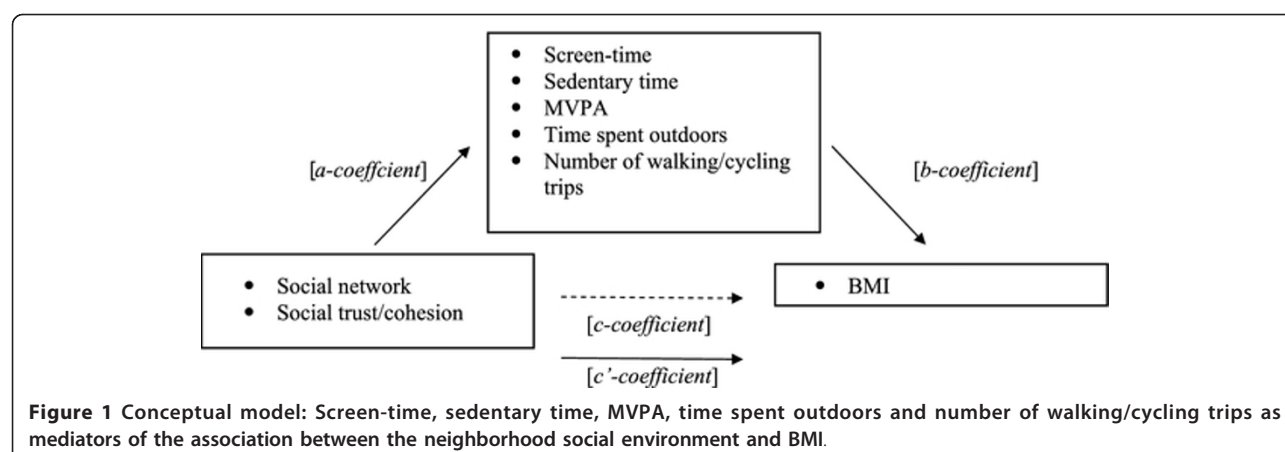 • Screen-time
• Sedentary time
• MVPA
• Time spent outdoors
• Number of walking/cycling
trips
[a-coeffcient]
[b-coefficient]
• Social network
• Social trust/cohesion
• BMI
[c-coefficient]
[c'-coefficient]
Figure 1 Conceptual model: Screen-time, sedentary time, MVPA, time spent outdoors and number of walking/cycling trips as
mediators of the association between the neighborhood social environment and BMI.